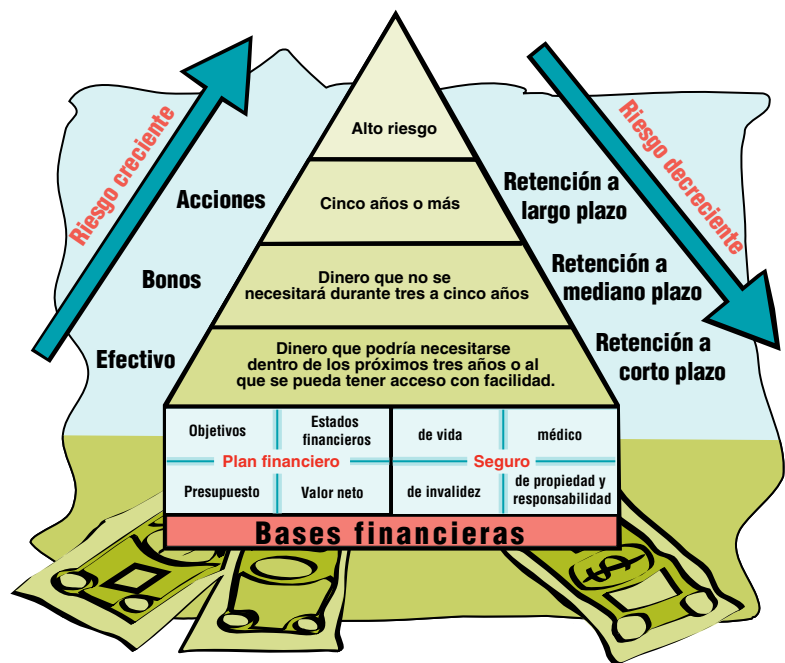 Riesgo creciente
Riesgo decreciente
Alto riesgo
Acciones
Cinco años o más
Retención a
largo plazo
Bonos
Dinero que no se
necesitará durante tres a cinco años
Retención a
mediano plazo
Efectivo
Dinero que podría necesitarse
dentro de los próximos tres años o al
que se pueda tener acceso con facilidad.
Retención a
corto plazo
Objetivos
Estados
financieros
Plan financiero
Presupuesto
Valor neto
de vida
médico
Seguro
de invalidez
de propiedad y
responsabilidad
Bases financieras
$